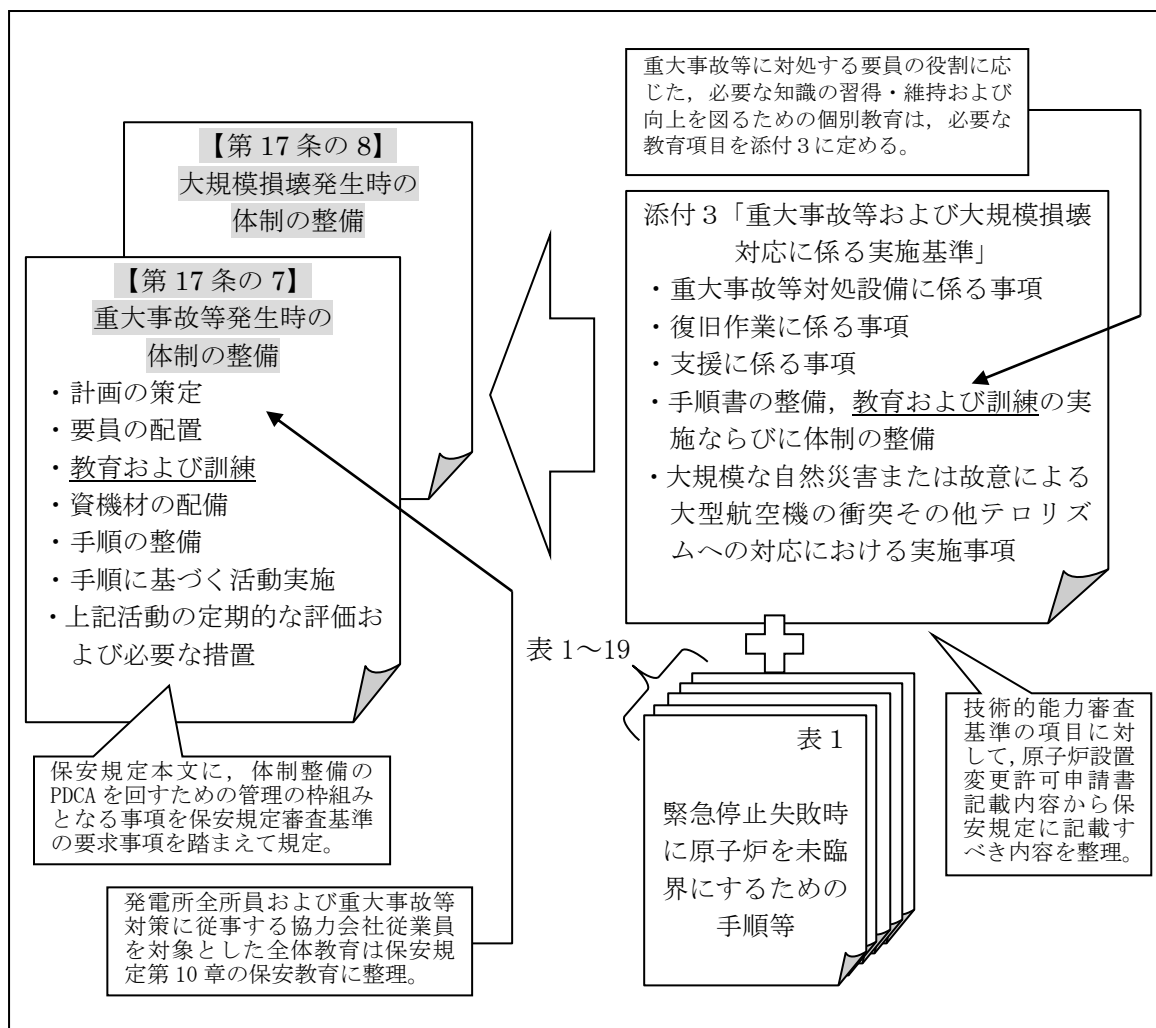 【第 17 条の 8】
大規模損壊発生時の
体制の整備
【第 17 条の 7】
重大事故等発生時の
体制の整備
・計画の策定
・要員の配置
・教育および訓練
・資機材の配備
・手順の整備
・手順に基づく活動実施
・上記活動の定期的な評価お
よび必要な措置
保安規定本文に，体制整備の
PDCA を回すための管理の枠組み
となる事項を保安規定審査基準
の要求事項を踏まえて規定。
発電所全所員および重大事故等
対策に従事する協力会社従業員
を対象とした全体教育は保安規
定第 10 章の保安教育に整理。
重大事故等に対処する要員の役割に応
じた，必要な知識の習得・維持および
向上を図るための個別教育は，必要な
教育項目を添付３に定める。
添付３「重大事故等および大規模損壊
対応に係る実施基準」
・重大事故等対処設備に係る事項
・復旧作業に係る事項
・支援に係る事項
・手順書の整備，教育および訓練の実
施ならびに体制の整備
・大規模な自然災害または故意による
大型航空機の衝突その他テロリズ
ムへの対応における実施事項
表 1～19
表 1
緊急停止失敗時
に原子炉を未臨
界にするための
手順等
技術的能力審査
基準の項目に対
して，原子炉設置
変更許可申請書
記載内容から保
安規定に記載す
べき内容を整理。